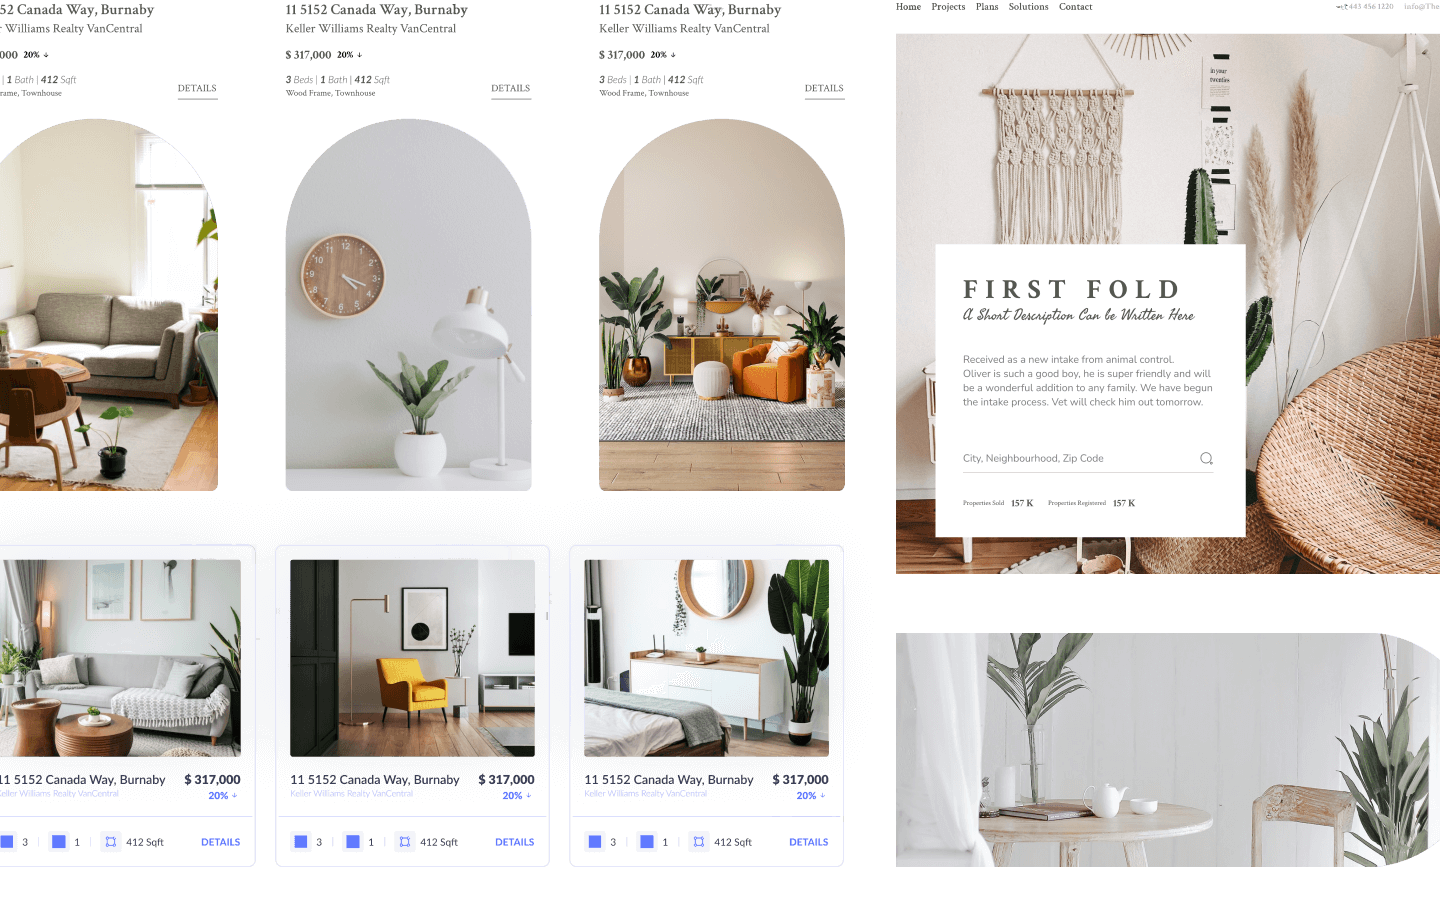 52 Canada Way, Burnaby
Williams Realty VanCentral
000 20% ↓
| 1 Bath | 412 Sqft
rame, Townhouse
DETAILS
11 5152 Canada Way, Burnaby
Keller Williams Realty VanCentral
$ 317,000 20% ↓
3 Beds | 1 Bath | 412 Sqft
Wood Frame, Townhouse
DETAILS
11 5152 Canada Way, Burnaby
Keller Williams Realty VanCentral
$ 317,000 20% ↓
3 Beds | 1 Bath | 412 Sqft
Wood Frame, Townhouse
DETAILS
11 5152 Canada Way, Burnaby
Keller Williams Realty VanCentral
$ 317,000
20% ↓
3 | 1 | 412 Sqft
DETAILS
11 5152 Canada Way, Burnaby
Keller Williams Realty VanCentral
$ 317,000
20% ↓
3 | 1 | 412 Sqft
DETAILS
11 5152 Canada Way, Burnaby
Keller Williams Realty VanCentral
$ 317,000
20% ↓
3 | 1 | 412 Sqft
DETAILS
Home Projects Plans Solutions Contact
443 456 1220 info@The
in your
twenties
FIRST FOLD
A Short Description Can be Written Here
Received as a new intake from animal control.
Oliver is such a good boy, he is super friendly and will
be a wonderful addition to any family. We have begun
the intake process. Vet will check him out tomorrow.
City, Neighbourhood, Zip Code
Properties Sold 157 K Properties Registered 157 K